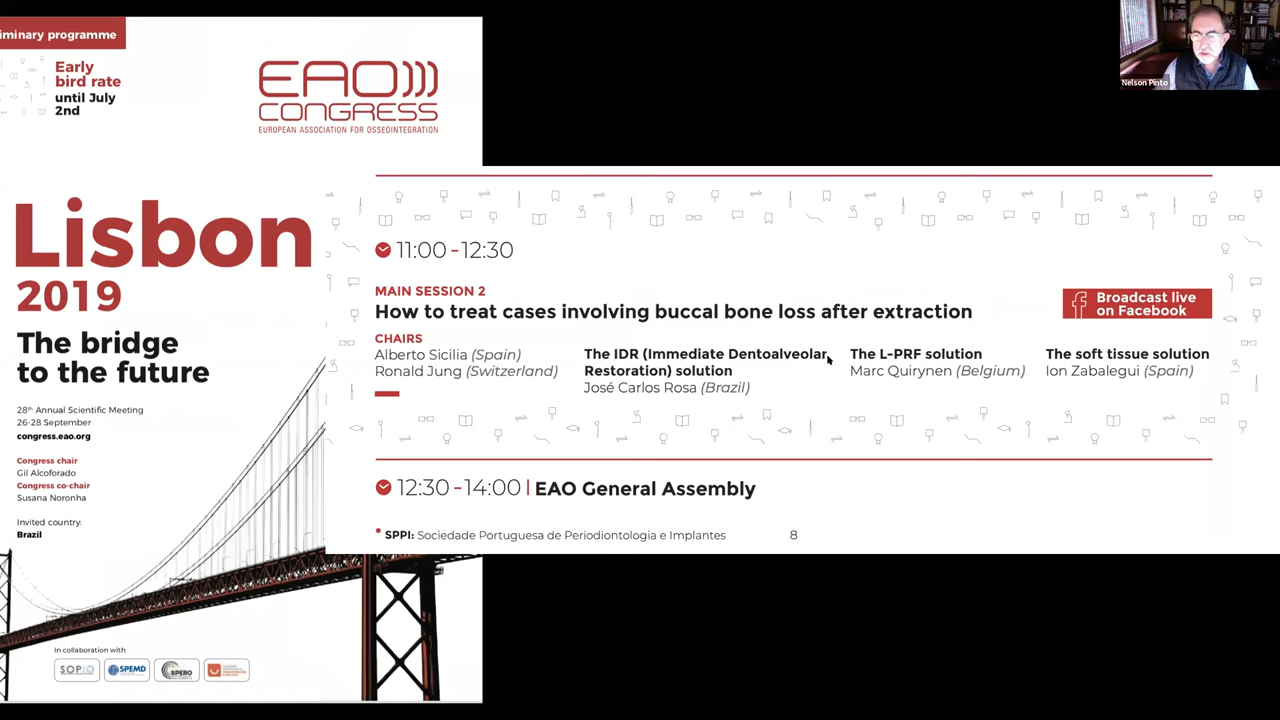 iminary programme
Early
bird rate
until July
2nd
EAO)))
CONGRESS
EUROPEAN ASSOCIATION FOR OSSEOINTEGRATION
Lisbon
2019
The bridge
to the future
28th Annual Scientific Meeting
26-28 September
congress.eao.org
Congress chair
Gil Alcoforado
Congress co-chair
Susana Noronha
Invited country:
Brazil
In collaboration with
SOPIO
SPEMD
SPERO
11:00 - 12:30
MAIN SESSION 2
How to treat cases involving buccal bone loss after extraction
Broadcast live
on Facebook
CHAIRS
Alberto Sicilia (Spain)
Ronald Jung (Switzerland)
The IDR (Immediate Dentoalveolar
Restoration) solution
José Carlos Rosa (Brazil)
The L-PRF solution
Marc Quirynen (Belgium)
The soft tissue solution
Ion Zabalegui (Spain)
12:30 - 14:00 | EAO General Assembly
* SPPI: Sociedade Portuguesa de Periodontologia e Implantes
8
Nelson Pinto